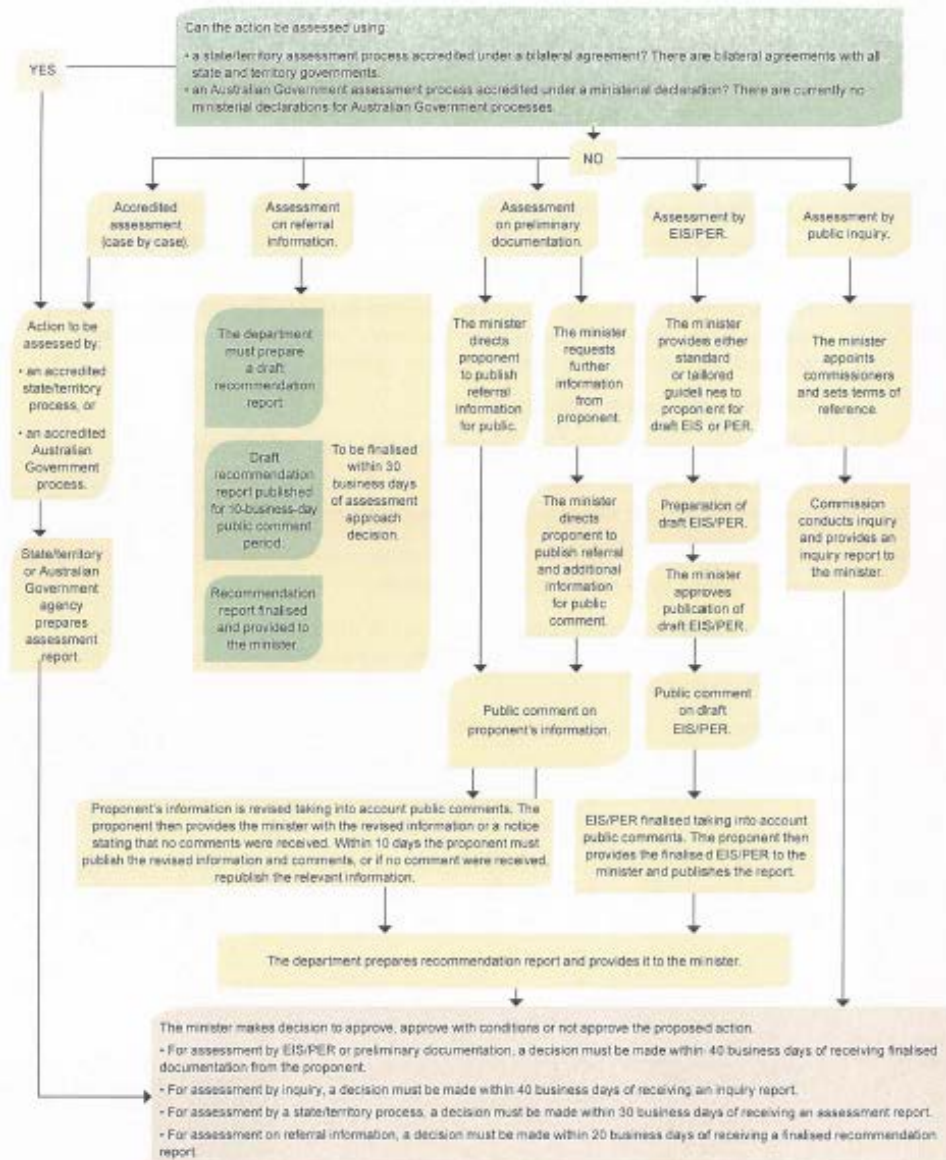 Can the action be assessed using:
• a state/territory assessment process accredited under a bilateral agreement? There are bilateral agreements with all
state and territory governments.
• an Australian Government assessment process accredited under a ministerial declaration? There are currently no
ministerial declarations for Australian Government processes.
YES
NO
Accredited
assessment
(case by case).
Assessment
on referral
information.
Assessment
on preliminary
documentation.
Assessment by
EIS/PER.
Assessment by
public inquiry.
Action to be
assessed by:
• an accredited
state/territory
process, or
• an accredited
Australian
Government
process.
State/territory
or Australian
Government
agency
prepares
assessment
report.
The department
must prepare
a draft
recommendation
report
Draft
recommendation
report published
for 10-business-day
public comment
period.
Recommendation
report finalised
and provided to
the minister.
To be finalised
within 30
business days
of assessment
approach
decision.
The minister
directs
proponent
to publish
referral
information
for public.
The minister
requests
further
information
from
proponent.
The minister
directs
proponent to
publish referral
and additional
information
for public
comment.
Public comment on
proponent's information.
The minister
provides either
standard
or tailored
guidelines to
proponent for
draft EIS or PER.
Preparation of
draft EIS/PER.
The minister
approves
publication of
draft EIS/PER.
Public comment
on draft
EIS/PER.
The minister
appoints
commissioners
and sets terms of
reference.
Commission
conducts inquiry
and provides an
inquiry report to
the minister.
Proponent's information is revised taking into account public comments. The
proponent then provides the minister with the revised information or a notice
stating that no comments were received. Within 10 days the proponent must
publish the revised information and comments, or if no comment were received,
republish the relevant information.
EIS/PER finalised taking into account
public comments. The proponent then
provides the finalised EIS/PER to the
minister and publishes the report.
The department prepares recommendation report and provides it to the minister.
The minister makes decision to approve, approve with conditions or not approve the proposed action.
• For assessment by EIS/PER or preliminary documentation, a decision must be made within 40 business days of receiving finalised
documentation from the proponent.
• For assessment by inquiry, a decision must be made within 40 business days of receiving an inquiry report.
• For assessment by a state/territory process, a decision must be made within 30 business days of receiving an assessment report.
• For assessment on referral information, a decision must be made within 20 business days of receiving a finalised recommendation
report